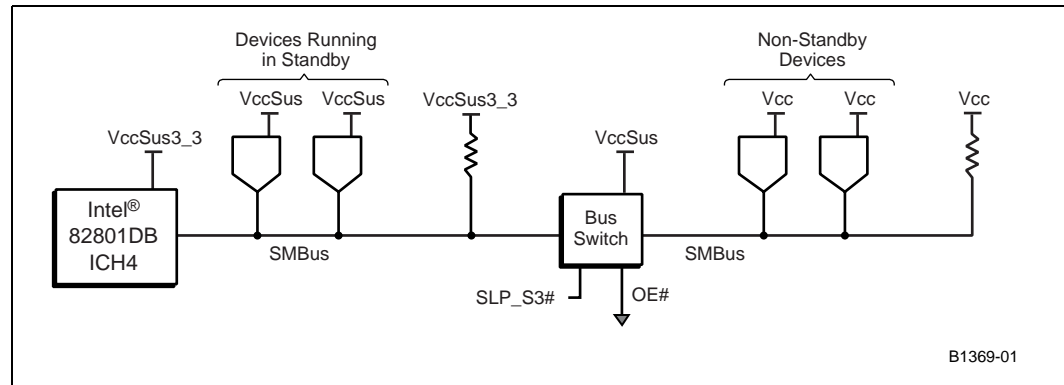 Devices Running
in Standby
Non-Standby
Devices
VccSus
VccSus
VccSus3_3
Vcc
Vcc
Vcc
VccSus3_3
VccSus
Intel®
82801DB
ICH4
Bus
Switch
SMBus
SMBus
SLP_S3#
OE#
B1369-01